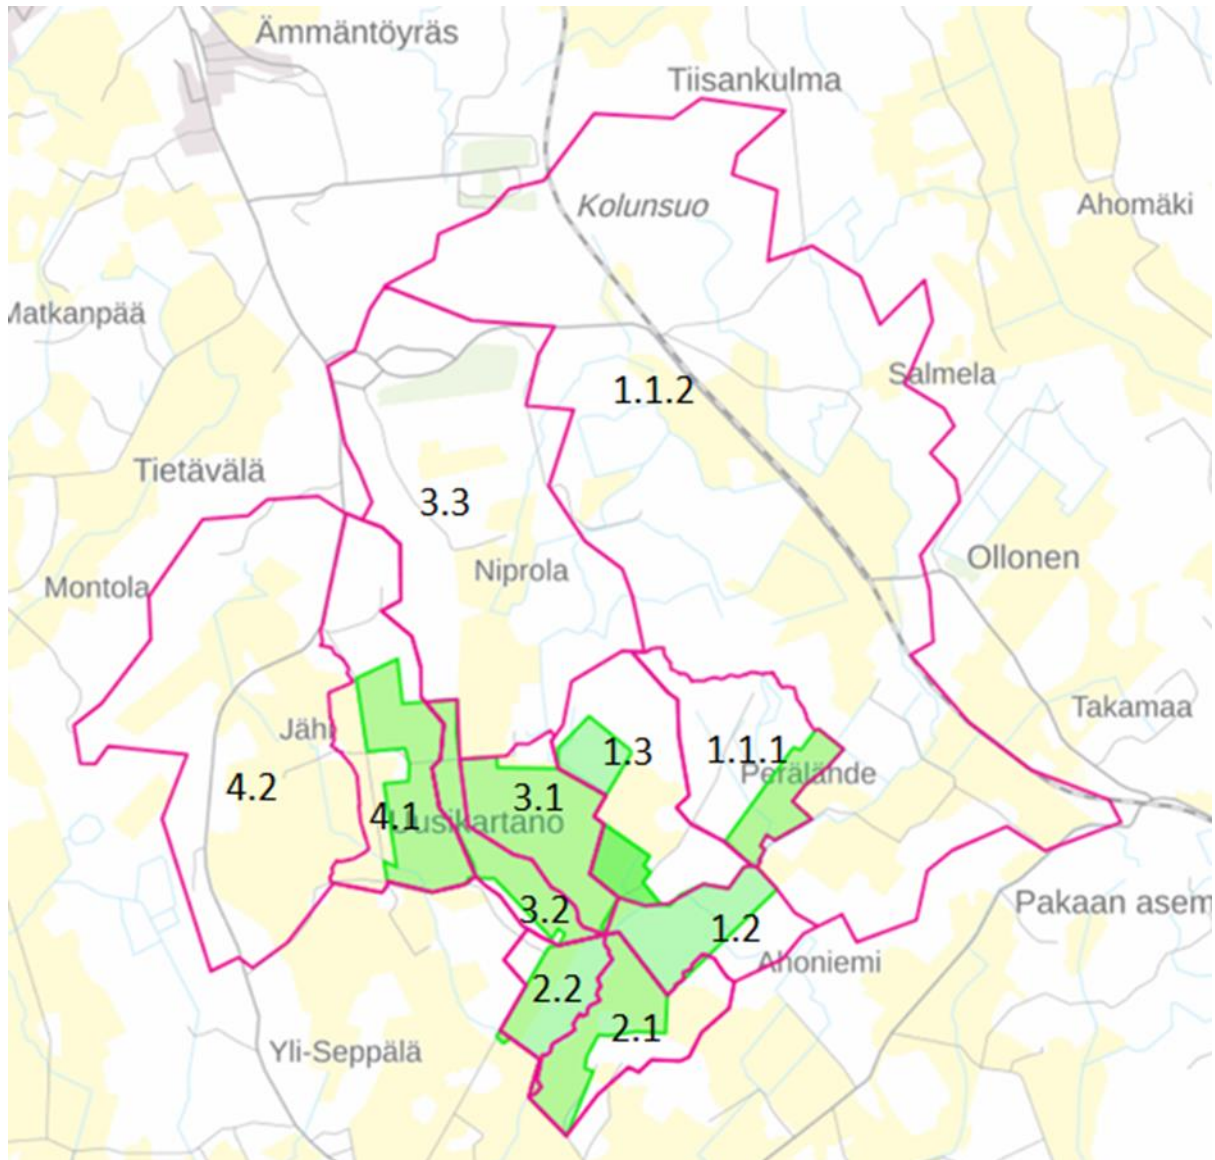 Ämmäntöyräs
Tiisankulma
Kolunsuo
Ahomäki
Matkanpää
Salmela
1.1.2
Tietävälä
3.3
Ollonen
Niprola
Montola
Takamaa
Jähi
1.3
1.1.1
Perälände
4.2
3.1
4.1
Uusikartano
Pakaan asem
3.2
1.2
Ahoniemi
2.2
2.1
Yli-Seppälä